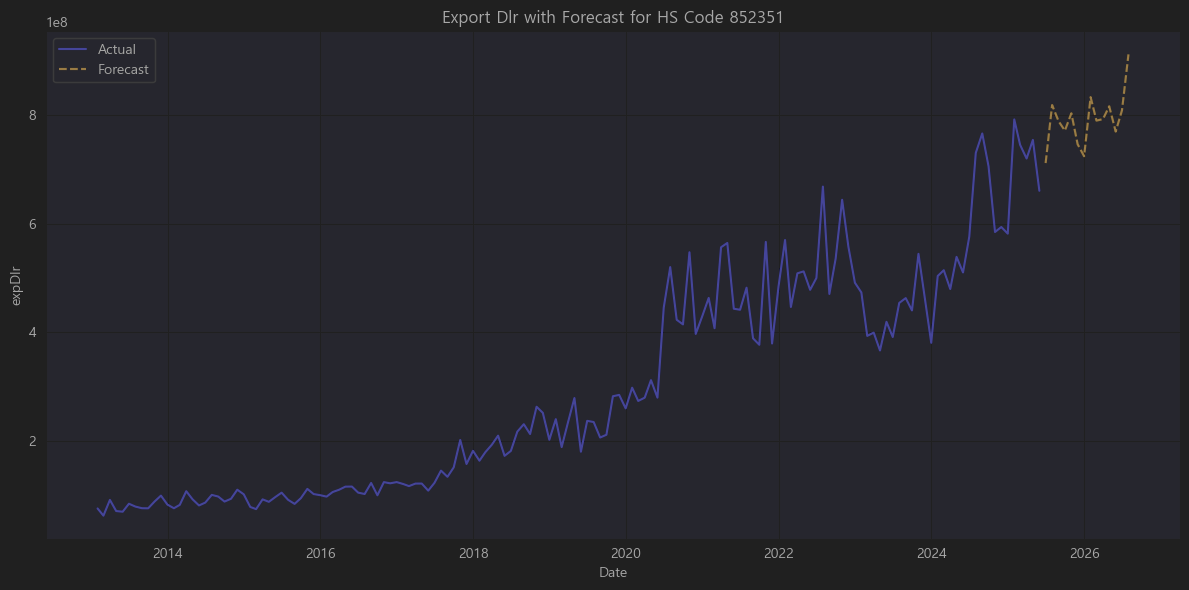 Export Dlr with Forecast for HS Code 852351
1e8
Actual
Forecast
8
6
4
2
expDlr
2014 2016 2018 2020 2022 2024 2026
Date